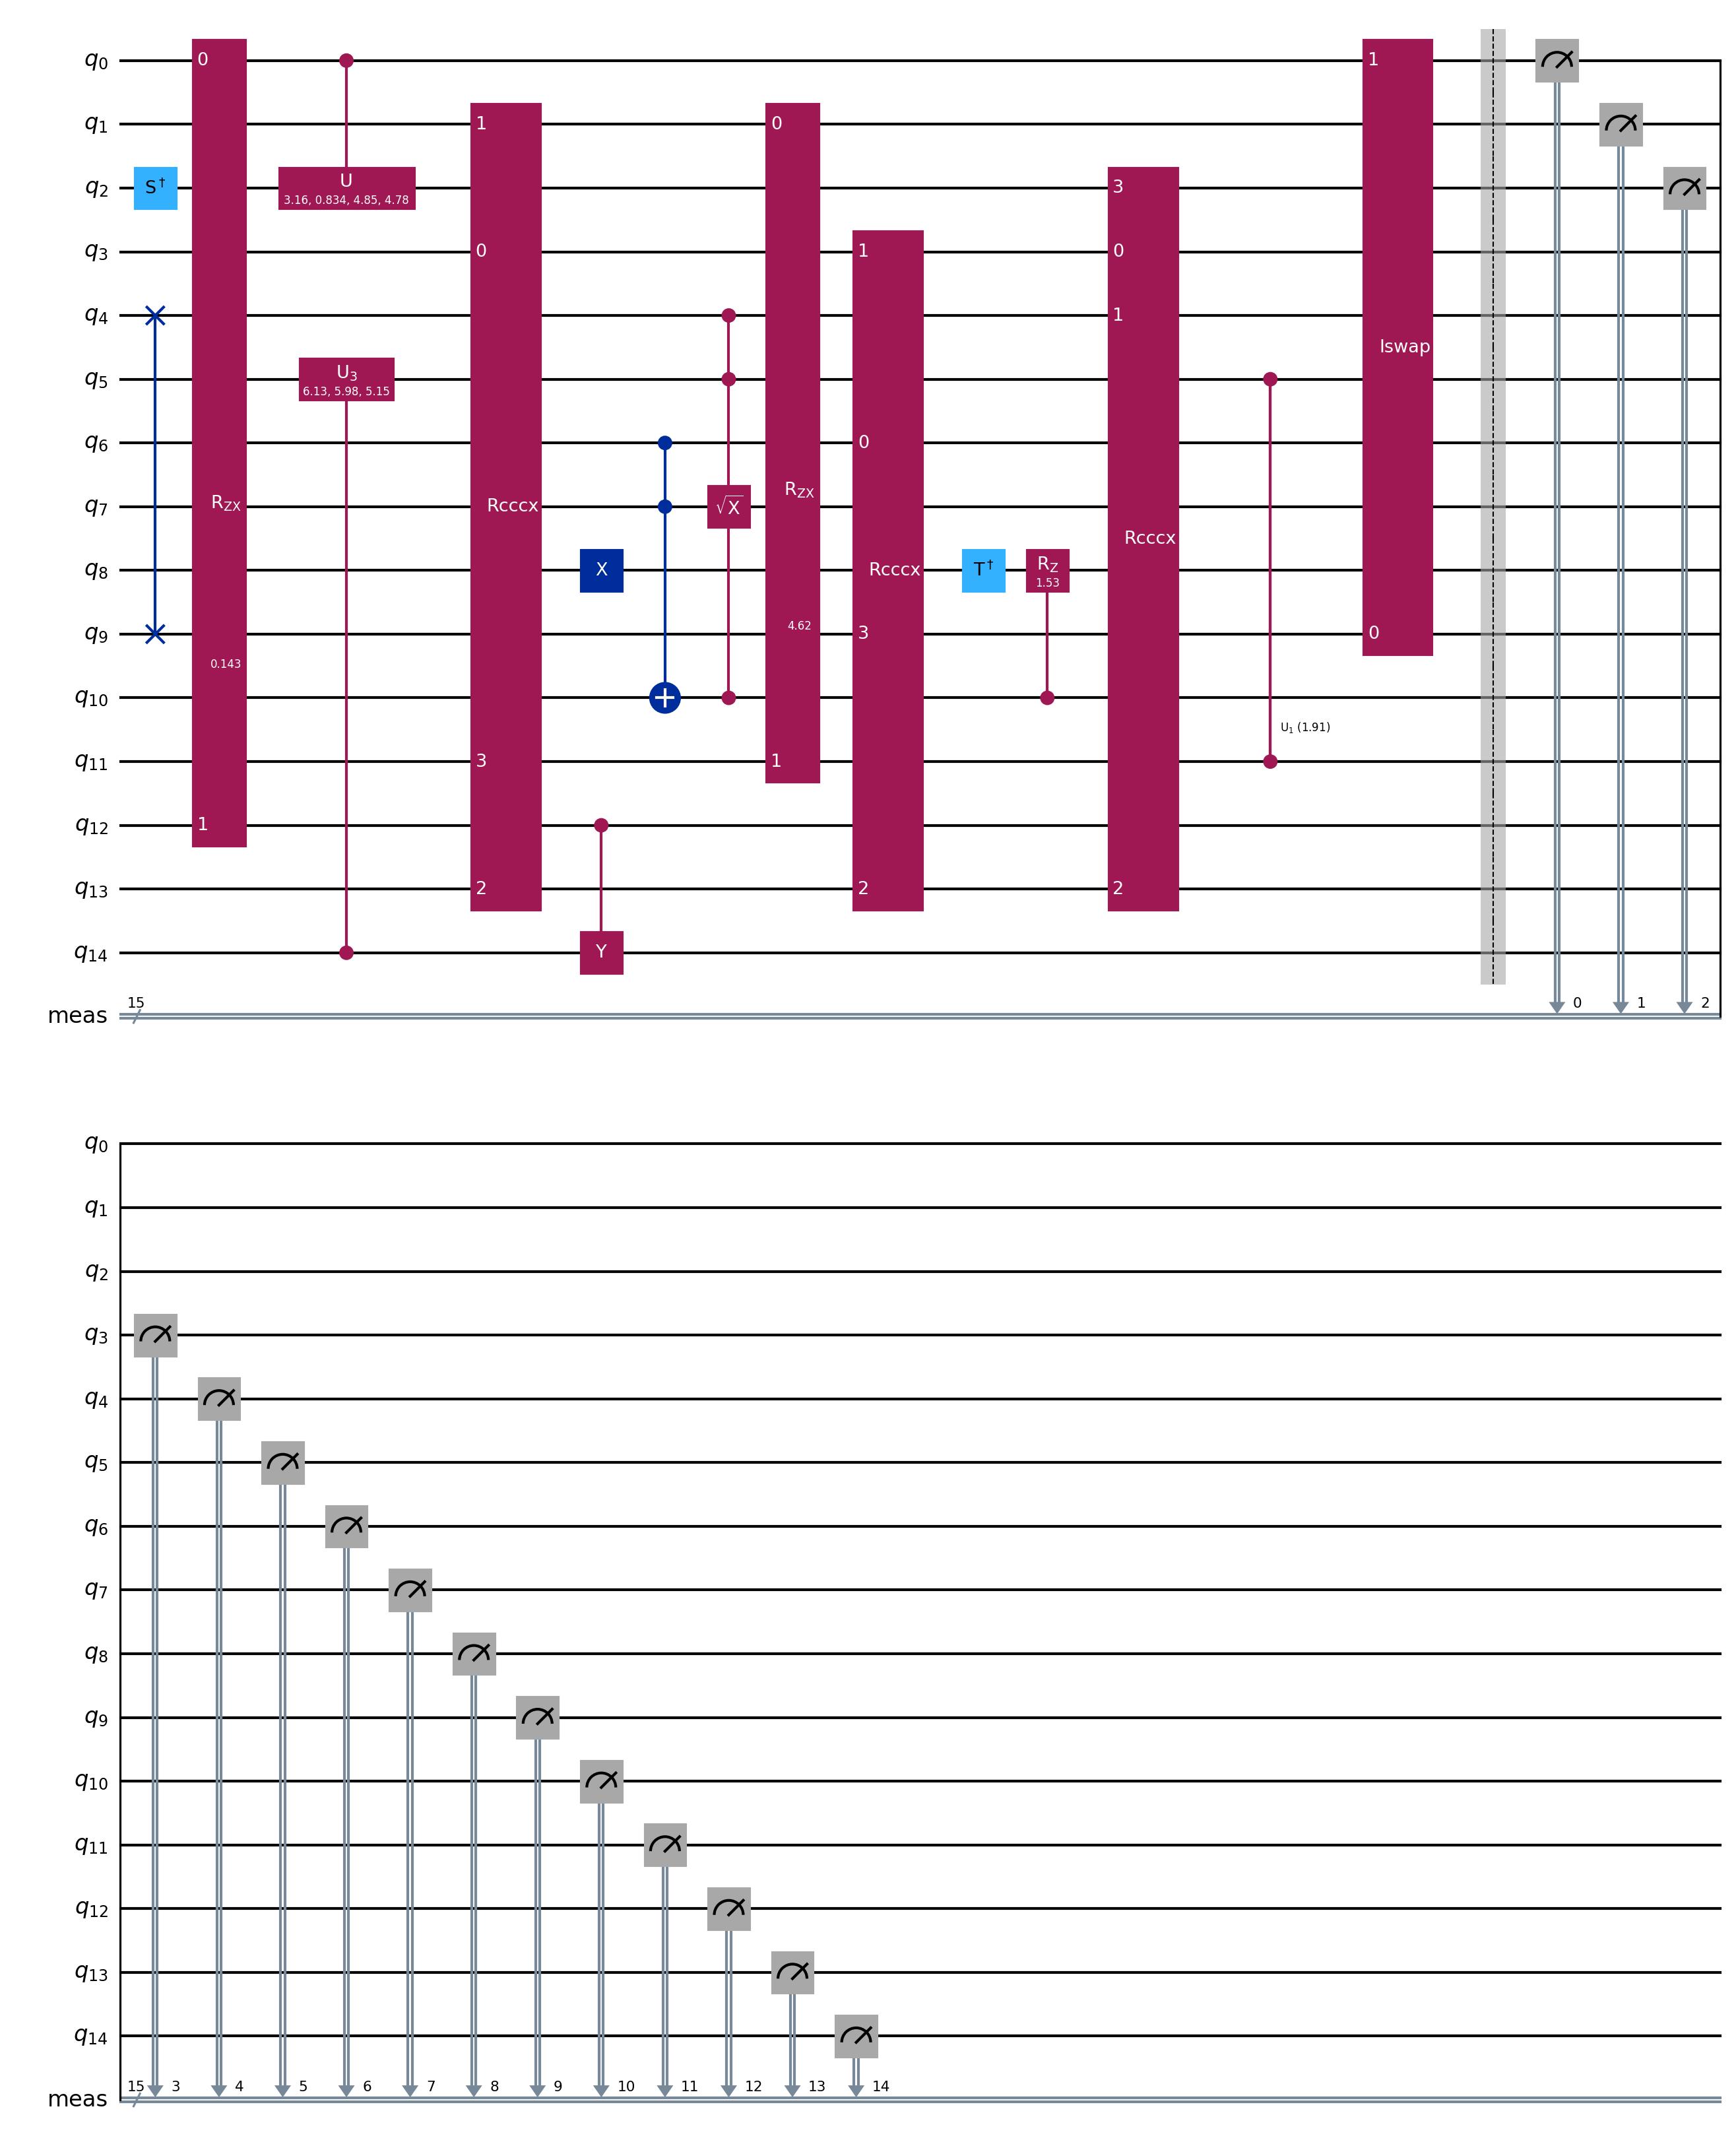 q0 0 1
q1 1 0
q2 S† U 3.16, 0.834, 4.85, 4.78 3
q3 0 1 0
q4 1
q5 U3 6.13, 5.98, 5.15
Iswap
q6 0
q7 RZX Rcccx √X RZX
Rcccx
q8 X Rcccx T† RZ 1.53
q9 4.62 3 0
0.143
q10
U1 (1.91)
q11 3 1
q12 1
q13 2 2 2
q14 Y
meas 15 0 1 2
q0
q1
q2
q3
q4
q5
q6
q7
q8
q9
q10
q11
q12
q13
q14
meas 15 3 4 5 6 7 8 9 10 11 12 13 14